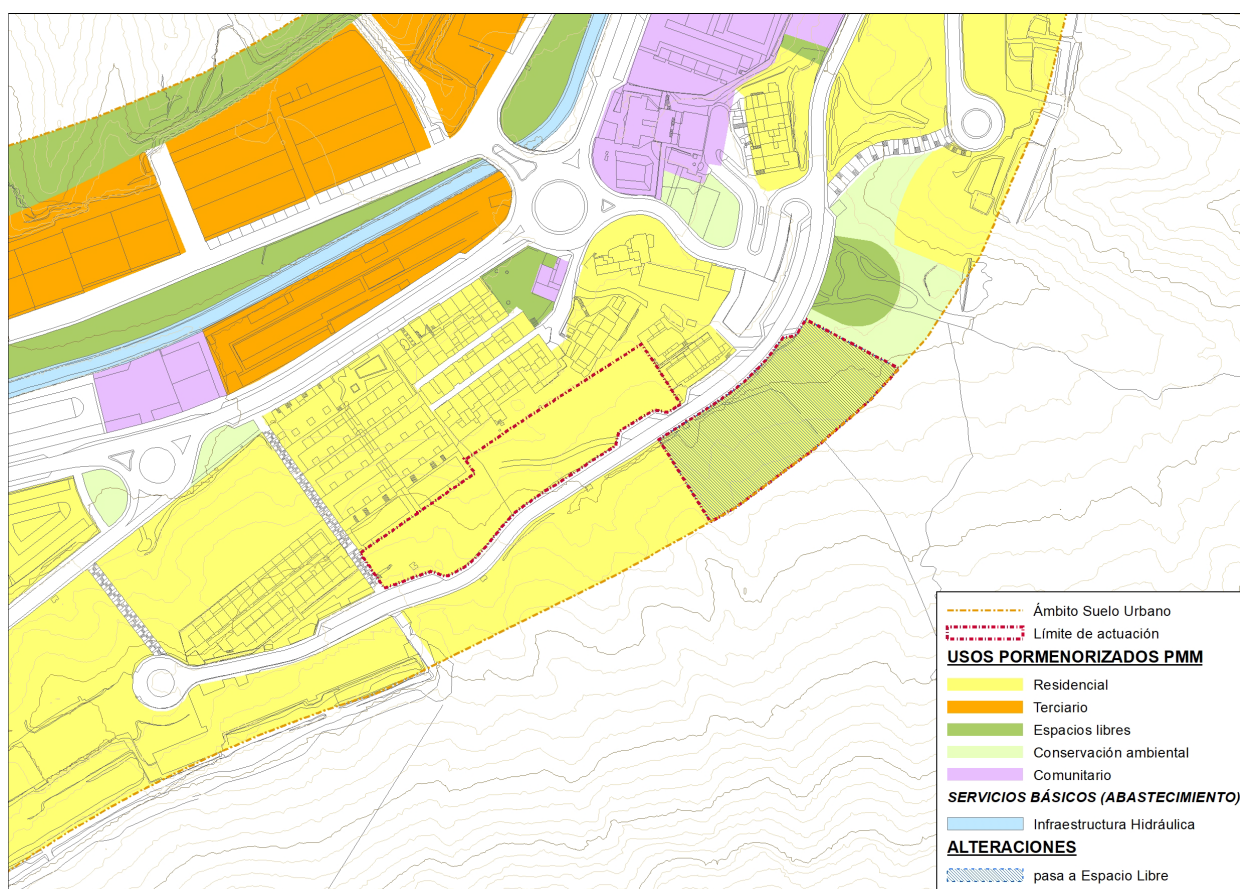 Ámbito Suelo Urbano
Límite de actuación
USOS PORMENORIZADOS PMM
Residencial
Terciario
Espacios libres
Conservación ambiental
Comunitario
SERVICIOS BÁSICOS (ABASTECIMIENTO)
Infraestructura Hidráulica
ALTERACIONES
pasa a Espacio Libre